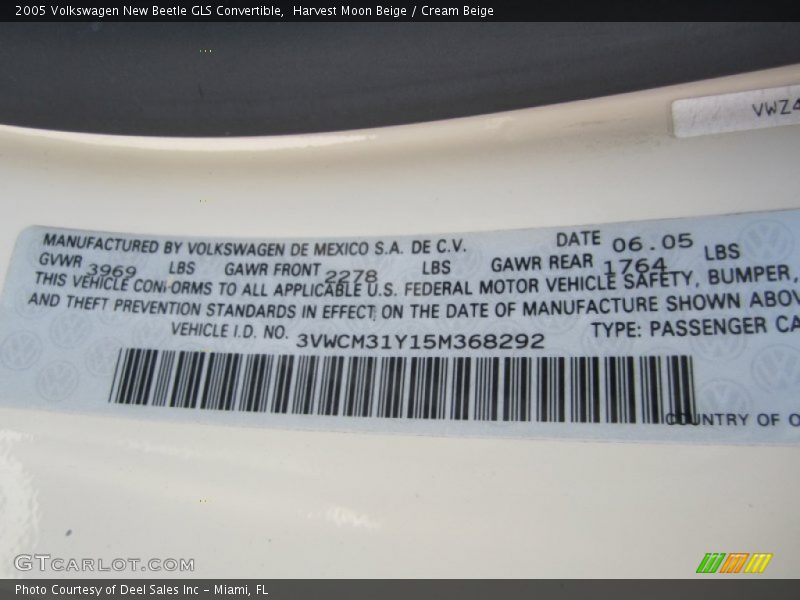 2005 Volkswagen New Beetle GLS Convertible,  Harvest Moon Beige / Cream Beige
VWZ4
MANUFACTURED BY VOLKSWAGEN DE MEXICO S.A. DE C.V. DATE 06.05
GVWR 3969 LBS GAWR FRONT 2278 LBS GAWR REAR 1764 LBS
THIS VEHICLE CONFORMS TO ALL APPLICABLE U.S. FEDERAL MOTOR VEHICLE SAFETY, BUMPER,
AND THEFT PREVENTION STANDARDS IN EFFECT ON THE DATE OF MANUFACTURE SHOWN ABOV
VEHICLE I.D. NO. 3VWCM31Y15M368292 TYPE: PASSENGER CA
COUNTRY OF O
GTCARLOT.COM
Photo Courtesy of Deel Sales Inc - Miami, FL